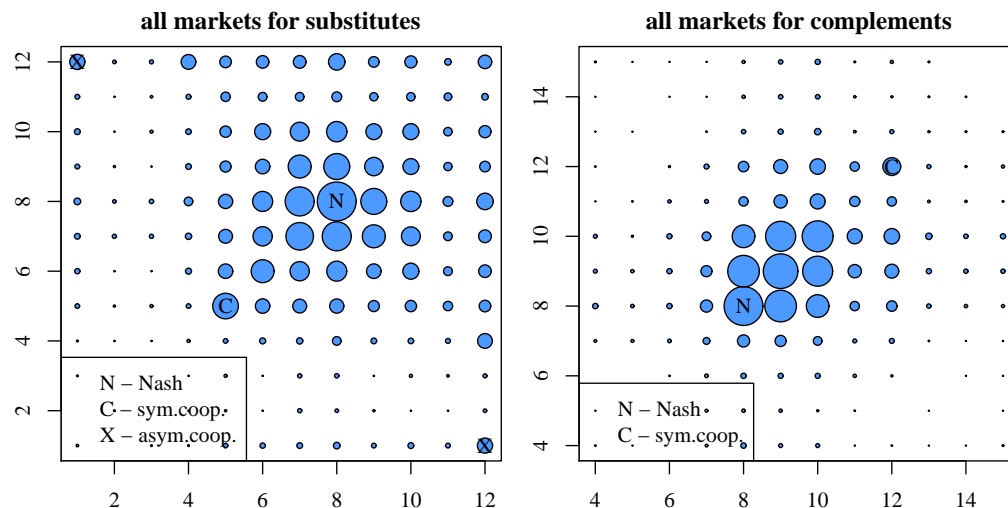 all markets for substitutes
12
10
8
6
4
2
X
N
C
X
N – Nash
C – sym.coop.
X – asym.coop.
2 4 6 8 10 12
all markets for complements
14
12
10
8
6
4
C
N
N – Nash
C – sym.coop.
4 6 8 10 12 14